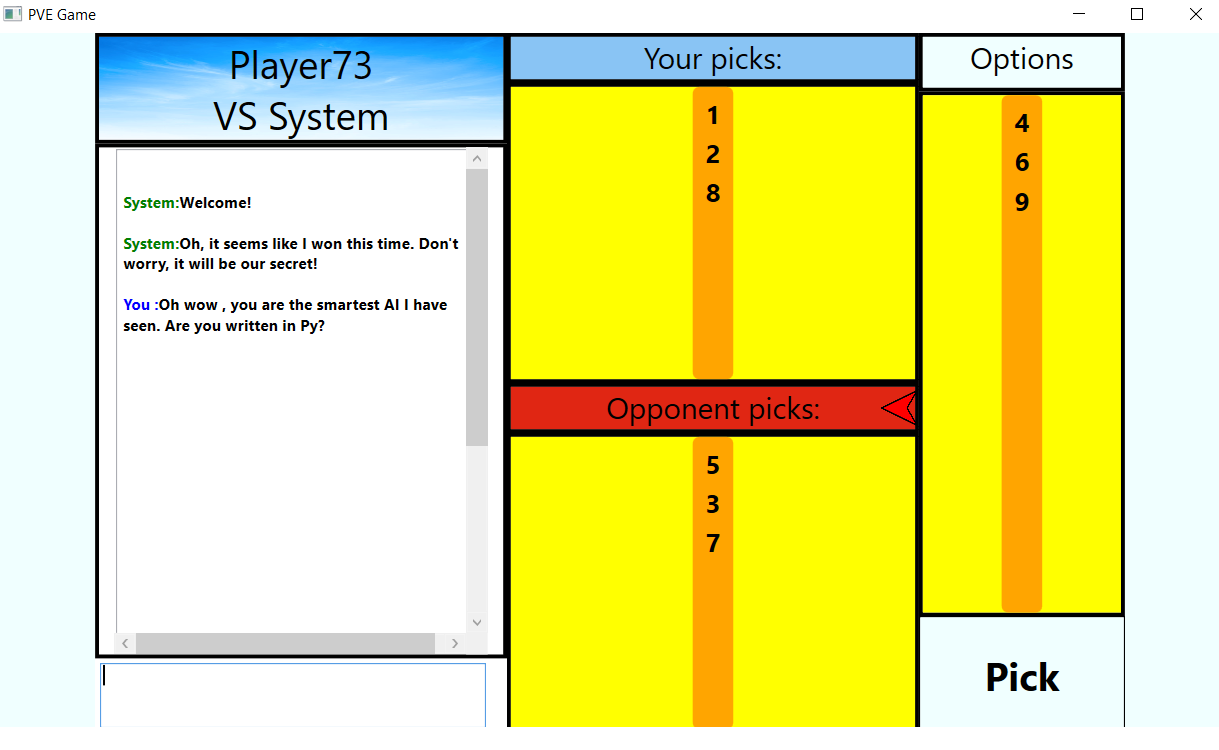 PVE Game
Player73
VS System
System:Welcome!
System:Oh, it seems like I won this time. Don't
worry, it will be our secret!
You :Oh wow , you are the smartest AI I have
seen. Are you written in Py?
Your picks:
1
2
8
Opponent picks:
5
3
7
Options
4
6
9
Pick